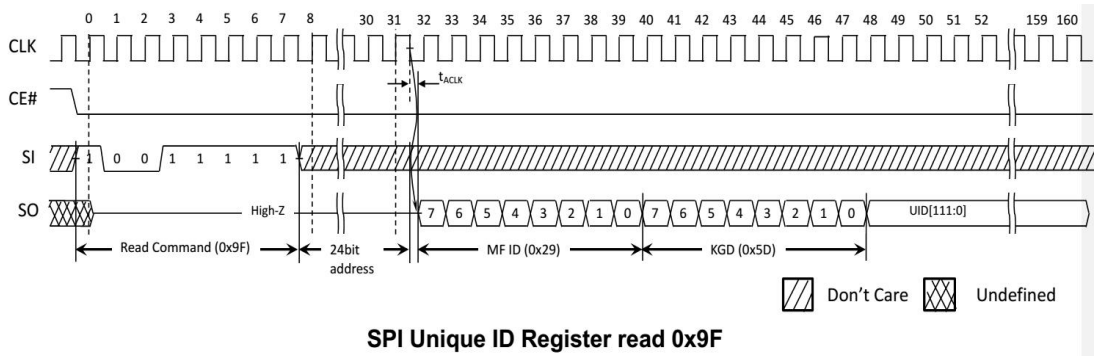 0 1 2 3 4 5 6 7 8 30 31 32 33 34 35 36 37 38 39 40 41 42 43 44 45 46 47 48 49 50 51 52 159 160
CLK
tACLK
CE#
SI 1 0 0 1 1 1 1 1
SO High-Z 7 6 5 4 3 2 1 0 7 6 5 4 3 2 1 0 UID[111:0]
Read Command (0x9F) 24bit MF ID (0x29) KGD (0x5D)
address
Don't Care Undefined
SPI Unique ID Register read 0x9F